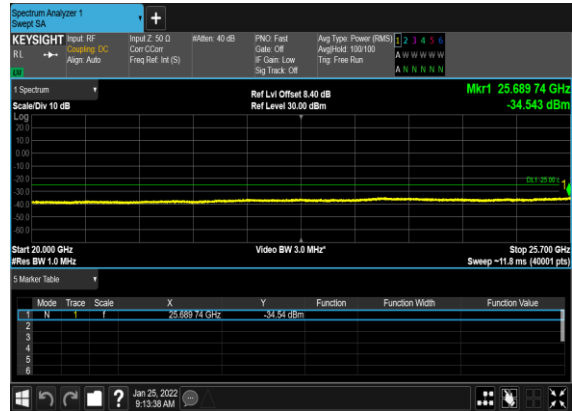 Spectrum Analyzer 1
Swept SA
+
KEYSIGHT Input: RF Input Z: 50 Ω #Atten: 40 dB PNO: Fast Avg Type: Power (RMS) 1 2 3 4 5 6
RL Coupling: DC Corr CCorr Gate: Off Avg|Hold: 100/100 A W W W W W
Align: Auto Freq Ref: Int (S) IF Gain: Low Trig: Free Run
Sig Track: Off A N N N N N
LW
1 Spectrum Ref Lvl Offset 8.40 dB Mkr1 25.689 74 GHz
Scale/Div 10 dB Ref Level 30.00 dBm -34.543 dBm
Log
20.0
10.0
0.00
-10.0
-20.0 DL1 -25.00
-30.0 1
-40.0
-50.0
-60.0
Start 20.000 GHz Video BW 3.0 MHz* Stop 25.700 GHz
#Res BW 1.0 MHz Sweep ~11.8 ms (40001 pts)
5 Marker Table
Mode Trace Scale X Y Function Function Width Function Value
1 N 1 f 25.689 74 GHz -34.54 dBm
2
3
4
5
6
? Jan 25, 2022
9:13:38 AM